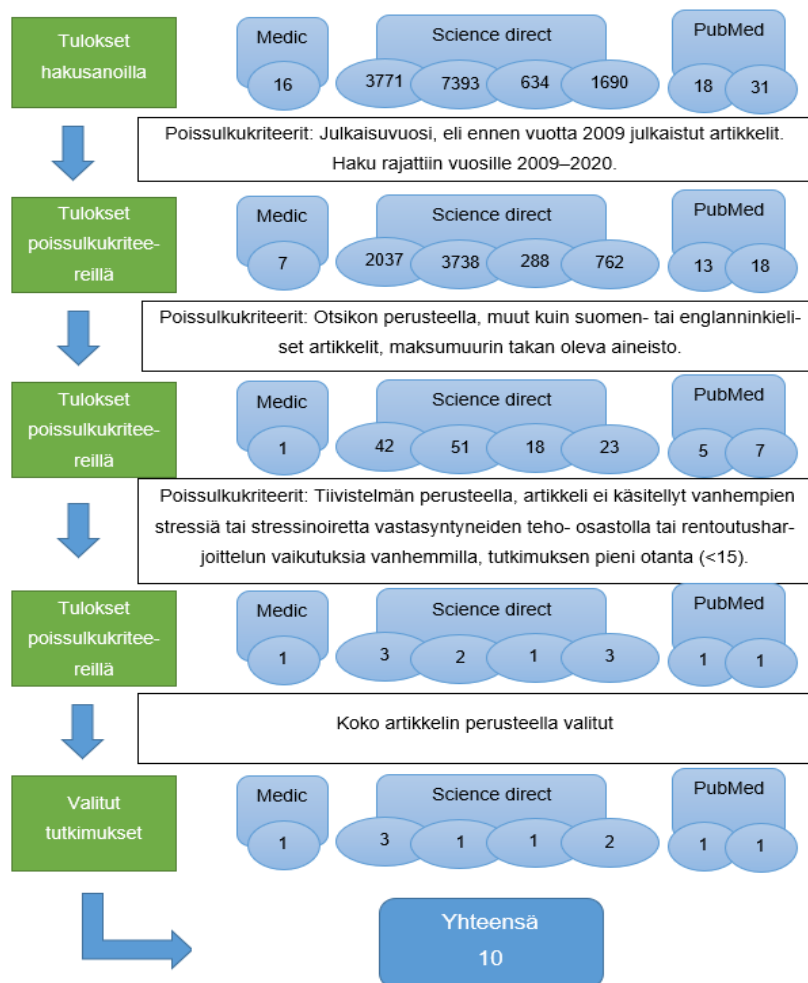 Tulokset
hakusanoilla
Medic
16
Science direct
3771 7393 634 1690
PubMed
18 31
Poissulkukriteerit: Julkaisuvuosi, eli ennen vuotta 2009 julkaistut artikkelit.
Haku rajattiin vuosille 2009–2020.
Tulokset
poissulkukritee-
reillä
Medic
7
Science direct
2037 3738 288 762
PubMed
13 18
Poissulkukriteerit: Otsikon perusteella, muut kuin suomen- tai englanninkieli-
set artikkelit, maksumuurin takan oleva aineisto.
Tulokset
poissulkukritee-
reillä
Medic
1
Science direct
42 51 18 23
PubMed
5 7
Poissulkukriteerit: Tiivistelmän perusteella, artikkeli ei käsitellyt vanhempien
stressiä tai stressinoiretta vastasyntyneiden teho- osastolla tai rentoutushar-
joittelun vaikutuksia vanhemmilla, tutkimuksen pieni otanta (<15).
Tulokset
poissulkukritee-
reillä
Medic
1
Science direct
3 2 1 3
PubMed
1 1
Koko artikkelin perusteella valitut
Valitut
tutkimukset
Medic
1
Science direct
3 1 1 2
PubMed
1 1
Yhteensä
10